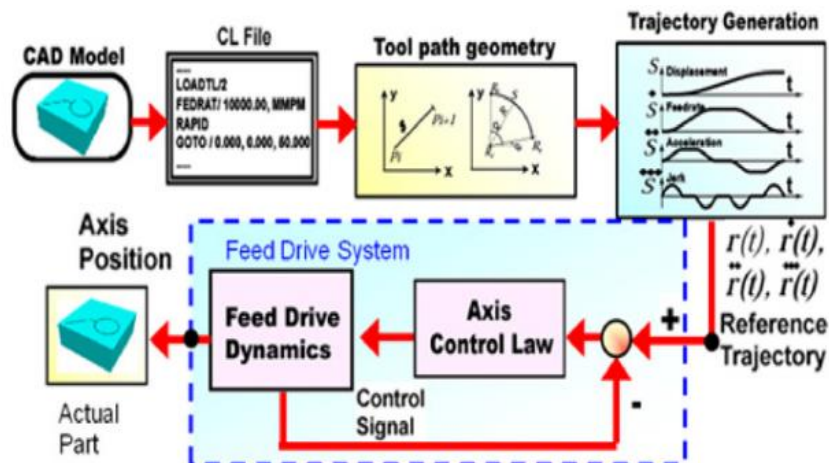 CAD Model
CL File
LOADTL/2
FEDRAT/ 10000.00, MMPM
RAPID
GOTO / 0.000, 0.000, 50.000
Tool path geometry
y
x
S
Pi
Pi+1
y
x
S
Trajectory Generation
S
Displacement
t
S
Feedrate
t
S
Acceleration
t
S
Jerk
t
r(t), ṙ(t),
r̈(t), r⃛(t)
Reference
Trajectory
+
-
Feed Drive System
Axis
Control Law
Feed Drive
Dynamics
Control
Signal
Axis
Position
Actual
Part